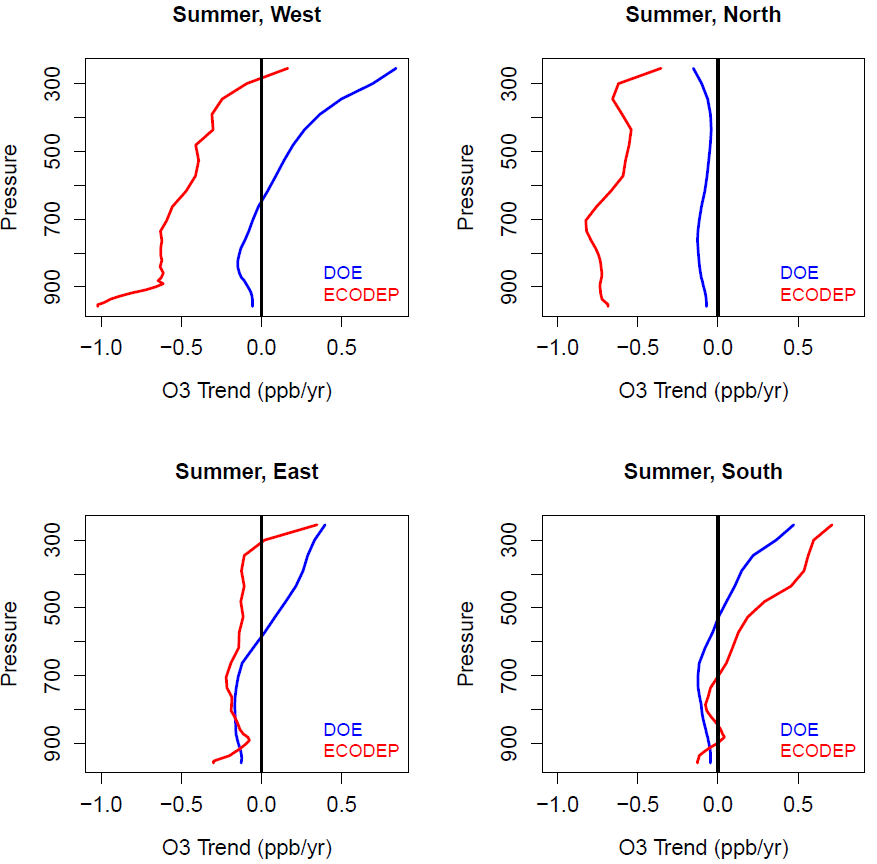 Summer, West
Pressure
300
500
700
900
DOE
ECODEP
−1.0 −0.5 0.0 0.5
O3 Trend (ppb/yr)
Summer, North
Pressure
300
500
700
900
DOE
ECODEP
−1.0 −0.5 0.0 0.5
O3 Trend (ppb/yr)
Summer, East
Pressure
300
500
700
900
DOE
ECODEP
−1.0 −0.5 0.0 0.5
O3 Trend (ppb/yr)
Summer, South
Pressure
300
500
700
900
DOE
ECODEP
−1.0 −0.5 0.0 0.5
O3 Trend (ppb/yr)